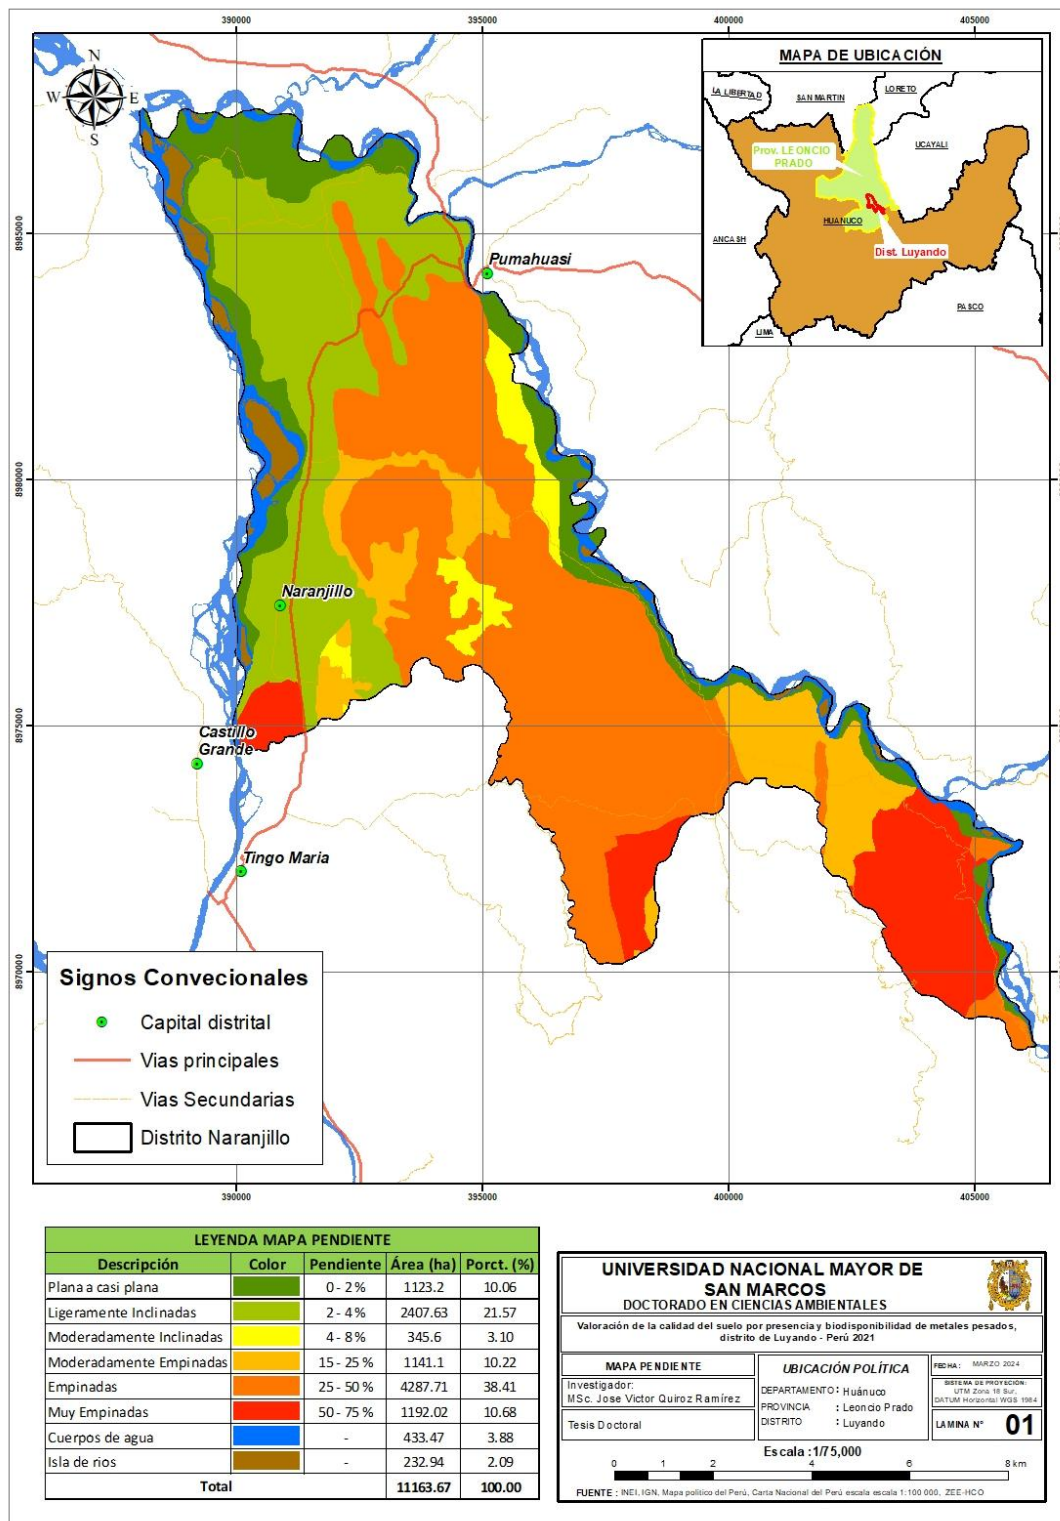 390000
395000
400000
405000
N
W
E
S
MAPA DE UBICACIÓN
LA LIBERTAD
SAN MARTIN
LORETO
UCAYALI
Prov. LEONCIO
PRADO
HUANUCO
ANCASH
Dist. Luyando
PASCO
LIMA
8985000
Pumahuasi
8980000
Naranjillo
8975000
Castillo
Grande
Tingo Maria
8970000
Signos Convecionales
Capital distrital
Vias principales
Vias Secundarias
Distrito Naranjillo
390000
395000
400000
405000
LEYENDA MAPA PENDIENTE
Descripción Color Pendiente Área (ha) Porct. (%)
Plana a casi plana 0 - 2 % 1123.2 10.06
Ligeramente Inclinadas 2 - 4% 2407.63 21.57
Moderadamente Inclinadas 4 - 8% 345.6 3.10
Moderadamente Empinadas 15 - 25 % 1141.1 10.22
Empinadas 25 - 50 % 4287.71 38.41
Muy Empinadas 50 - 75 % 1192.02 10.68
Cuerpos de agua - 433.47 3.88
Isla de rios - 232.94 2.09
Total 11163.67 100.00
UNIVERSIDAD NACIONAL MAYOR DE
SAN MARCOS
DOCTORADO EN CIENCIAS AMBIENTALES
Valoración de la calidad del suelo por presencia y biodisponibilidad de metales pesados,
distrito de Luyando - Perú 2021
MAPA PENDIENTE
Investigador:
MSc. Jose Victor Quiroz Ramírez
Tesis Doctoral
UBICACIÓN POLÍTICA
DEPARTAMENTO : Huánuco
PROVINCIA : Leoncio Prado
DISTRITO : Luyando
FECHA : MARZO 2024
SISTEMA DE PROYECIÓN:
UTM Zona 18 Sur,
DATUM Horizontal WGS 1984
LAMINA N° 01
Escala :1/75,000
0 1 2 4 6 8 km
FUENTE : INEI, IGN, Mapa politico del Perú, Carta Nacional del Perú escala escala 1:100 000, ZEE-HCO